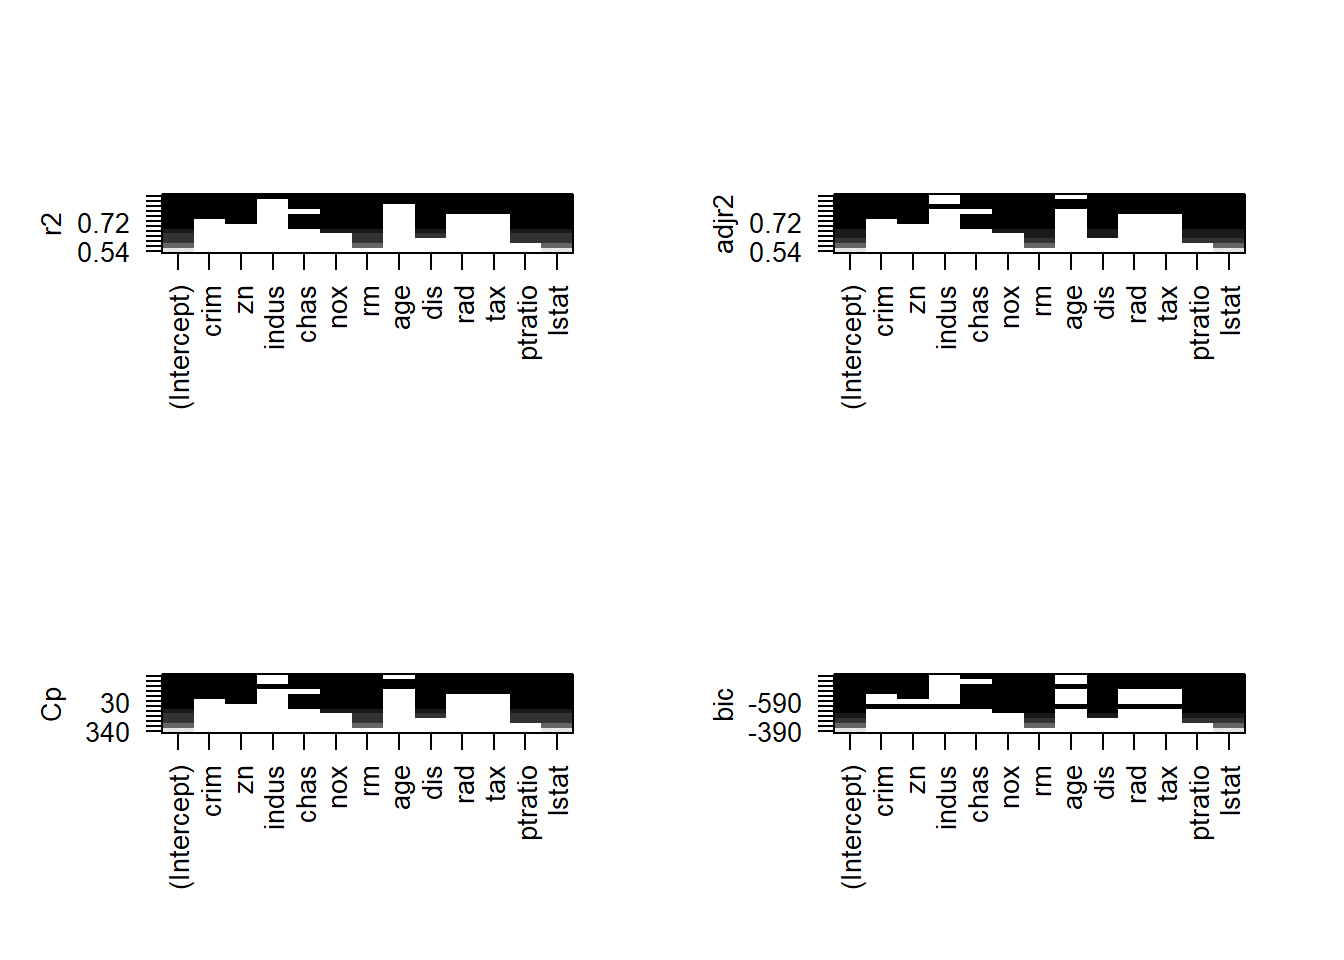 r2
0.72
0.54
(Intercept)
crim
zn
indus
chas
nox
rm
age
dis
rad
tax
ptratio
lstat
adjr2
0.72
0.54
(Intercept)
crim
zn
indus
chas
nox
rm
age
dis
rad
tax
ptratio
lstat
Cp
30
340
(Intercept)
crim
zn
indus
chas
nox
rm
age
dis
rad
tax
ptratio
lstat
bic
-590
-390
(Intercept)
crim
zn
indus
chas
nox
rm
age
dis
rad
tax
ptratio
lstat